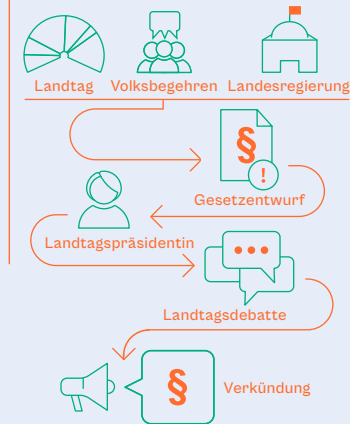 Landtag Volksbegehren Landesregierung
§
!
Gesetzentwurf
Landtagspräsidentin
Landtagsdebatte
§
Verkündung